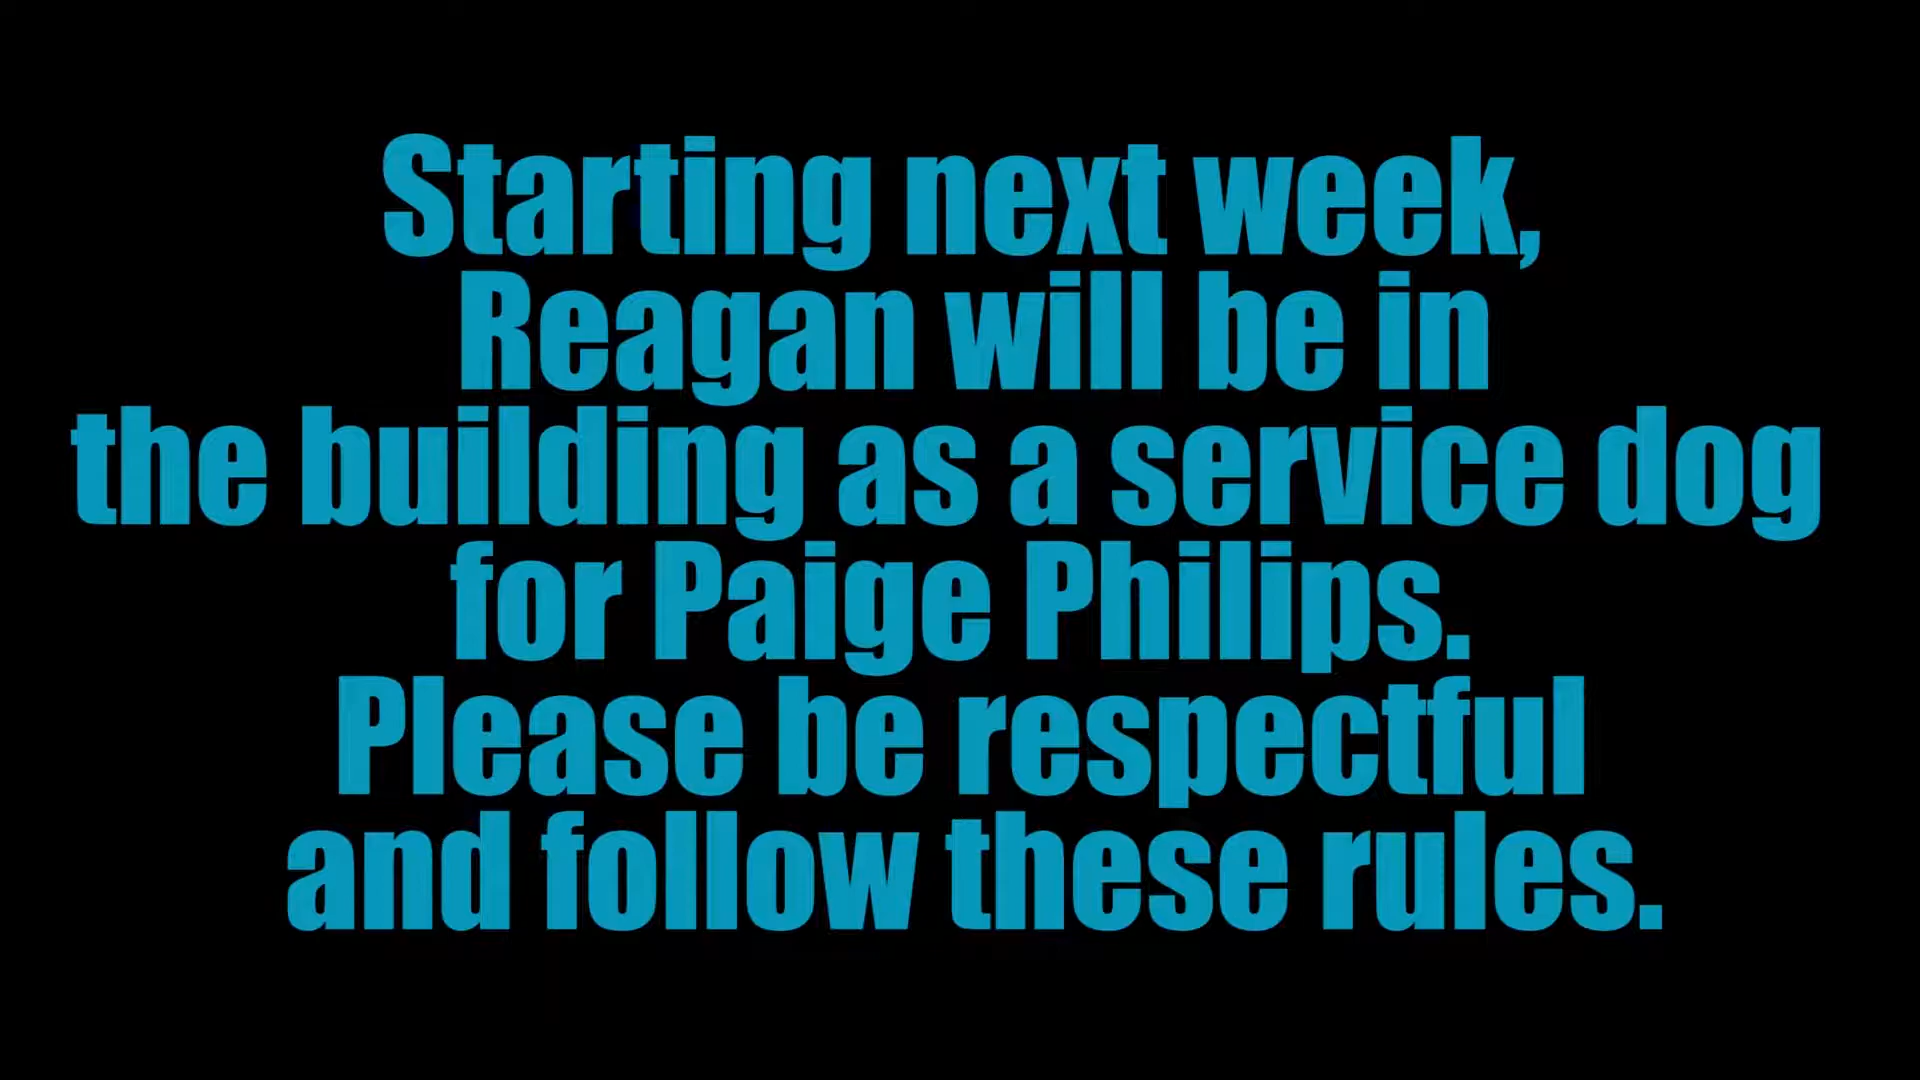 Starting next week,
Reagan will be in
the building as a service dog
for Paige Philips.
Please be respectful
and follow these rules.